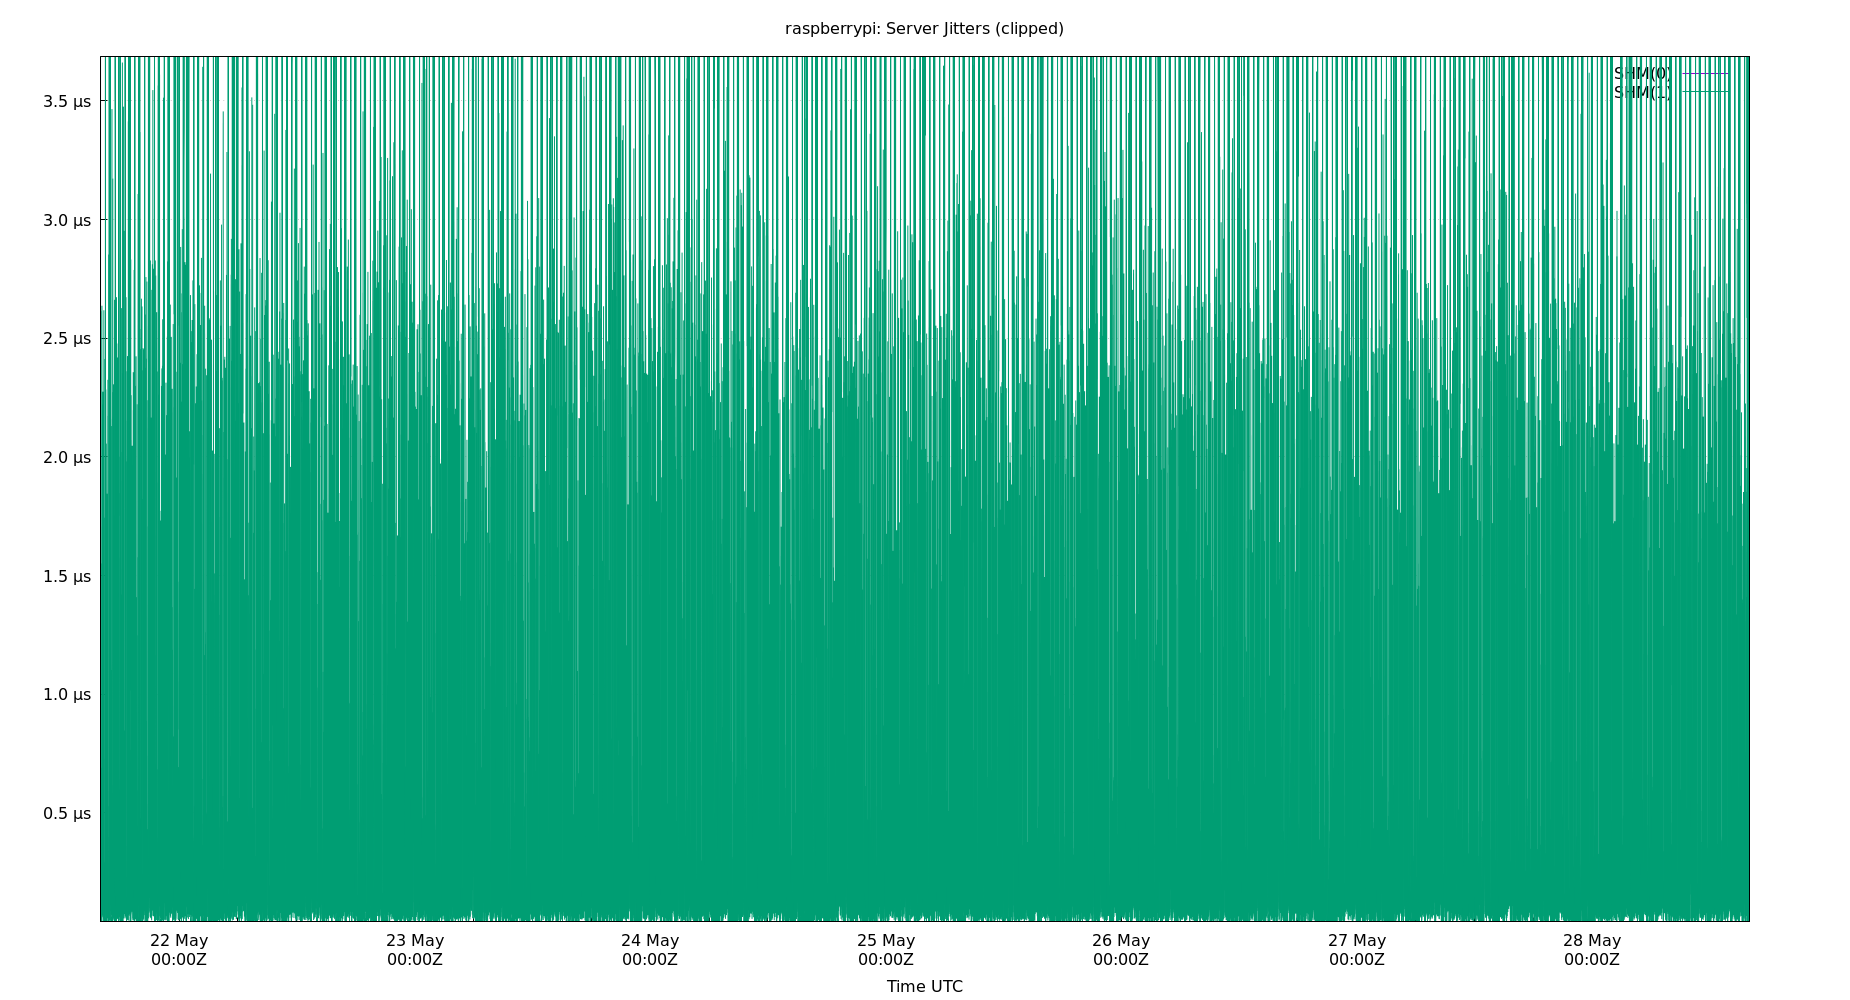 raspberrypi: Server Jitters (clipped)
SHM(0)
SHM(1)
3.5 μs
3.0 μs
2.5 μs
2.0 μs
1.5 μs
1.0 μs
0.5 μs
22 May 23 May 24 May 25 May 26 May 27 May 28 May
00:00Z 00:00Z 00:00Z 00:00Z 00:00Z 00:00Z 00:00Z
Time UTC